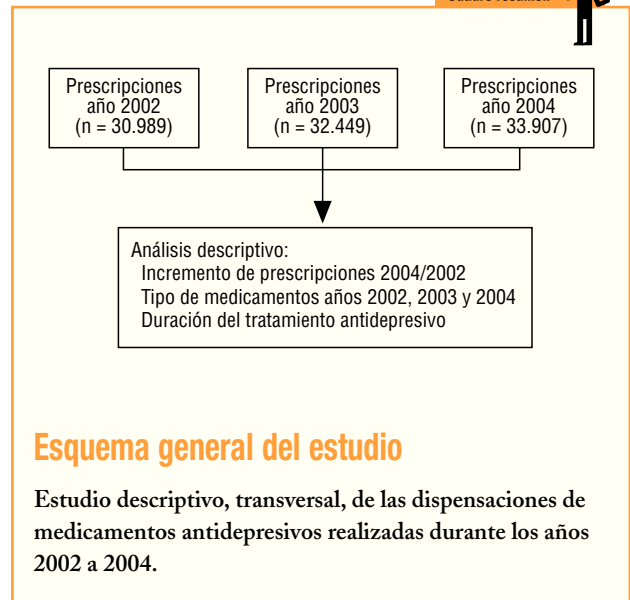 Prescripciones
año 2002
(n = 30.989)
Prescripciones
año 2003
(n = 32.449)
Prescripciones
año 2004
(n = 33.907)
Análisis descriptivo:
Incremento de prescripciones 2004/2002
Tipo de medicamentos años 2002, 2003 y 2004
Duración del tratamiento antidepresivo
Esquema general del estudio
Estudio descriptivo, transversal, de las dispensaciones de
medicamentos antidepresivos realizadas durante los años
2002 a 2004.